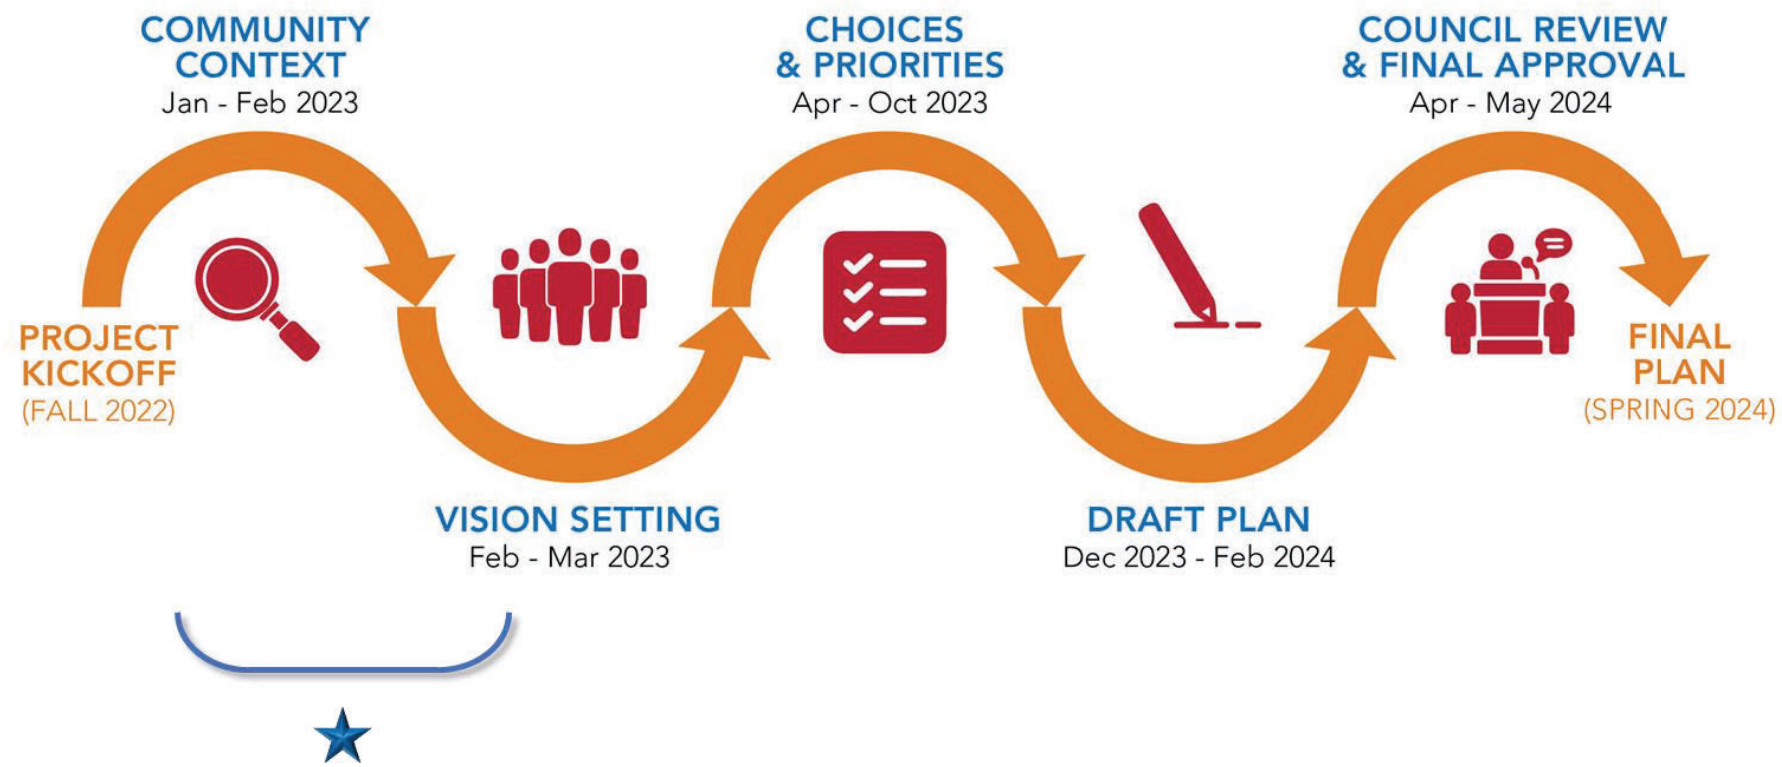 COMMUNITY
CONTEXT
Jan - Feb 2023
CHOICES
& PRIORITIES
Apr - Oct 2023
COUNCIL REVIEW
& FINAL APPROVAL
Apr - May 2024
PROJECT
KICKOFF
(FALL 2022)
FINAL
PLAN
(SPRING 2024)
VISION SETTING
Feb - Mar 2023
DRAFT PLAN
Dec 2023 - Feb 2024